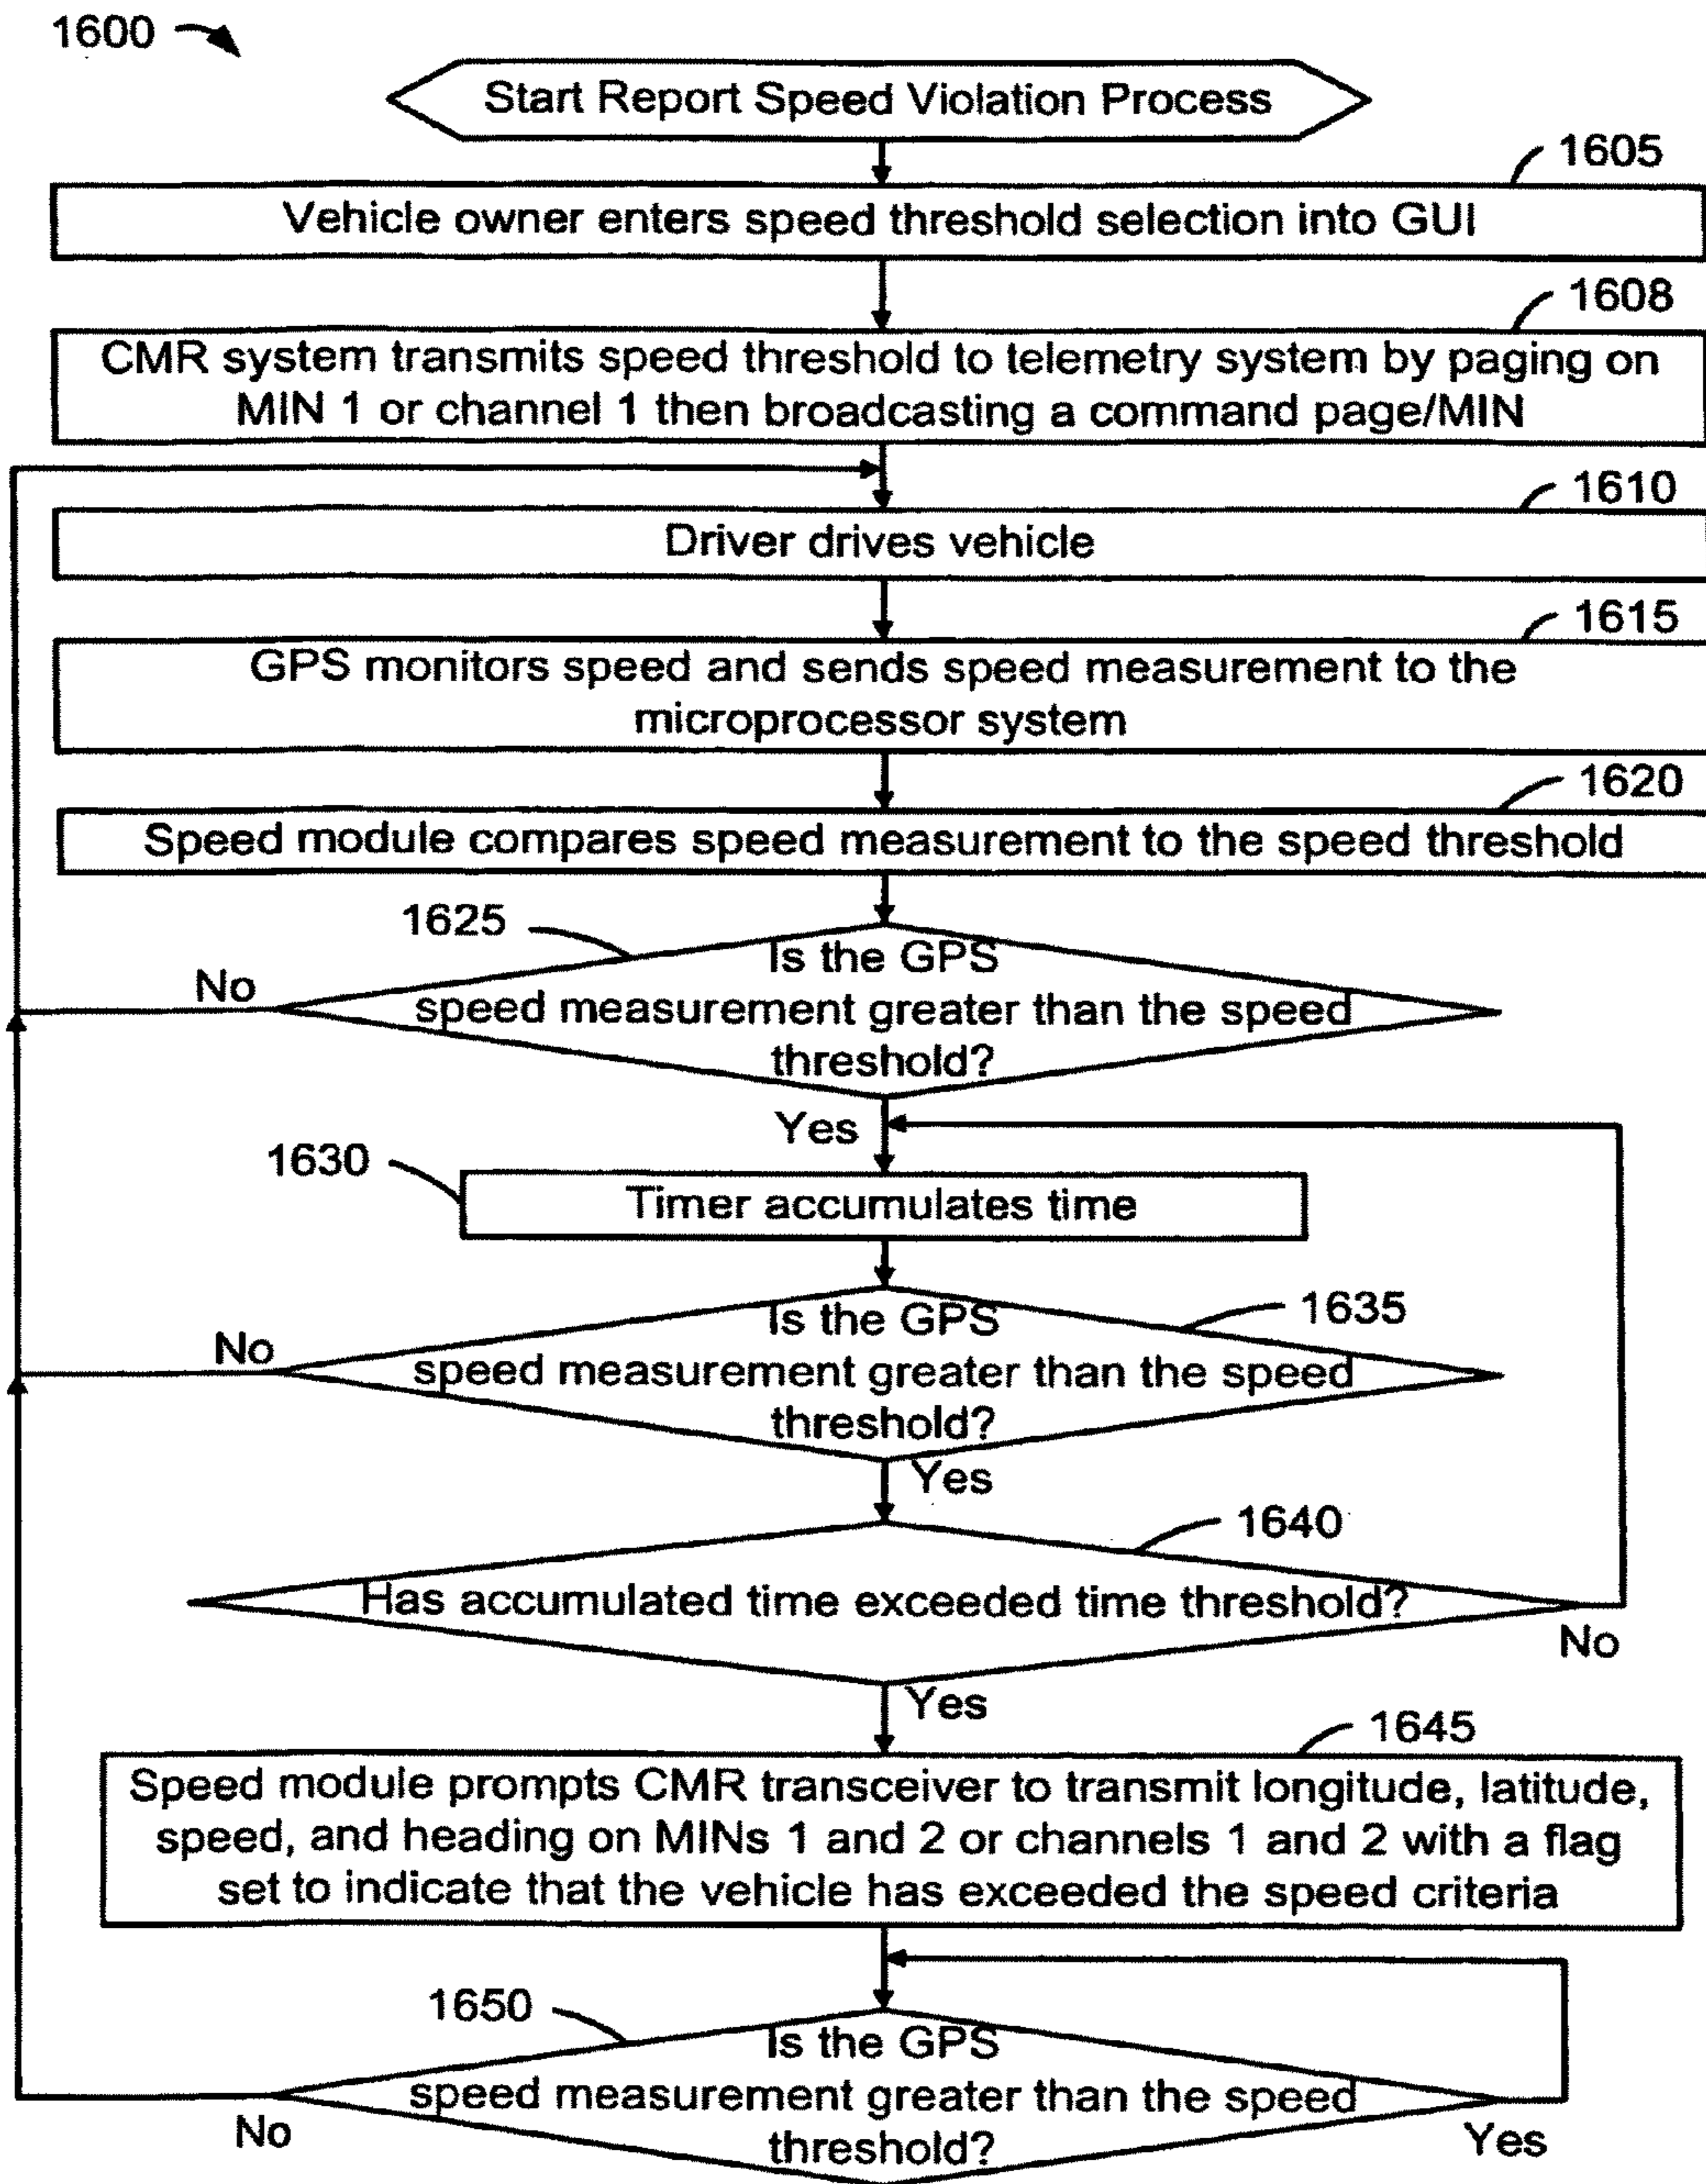 1600
Start Report Speed Violation Process
1605
Vehicle owner enters speed threshold selection into GUI
1608
CMR system transmits speed threshold to telemetry system by paging on
MIN 1 or channel 1 then broadcasting a command page/MIN
1610
Driver drives vehicle
1615
GPS monitors speed and sends speed measurement to the
microprocessor system
1620
Speed module compares speed measurement to the speed threshold
1625
Is the GPS
No
speed measurement greater than the speed
threshold?
Yes
1630
Timer accumulates time
1635
Is the GPS
No
speed measurement greater than the speed
threshold?
Yes
1640
Has accumulated time exceeded time threshold?
No
Yes
1645
Speed module prompts CMR transceiver to transmit longitude, latitude,
speed, and heading on MINs 1 and 2 or channels 1 and 2 with a flag
set to indicate that the vehicle has exceeded the speed criteria
1650
Is the GPS
speed measurement greater than the speed
No
threshold?
Yes